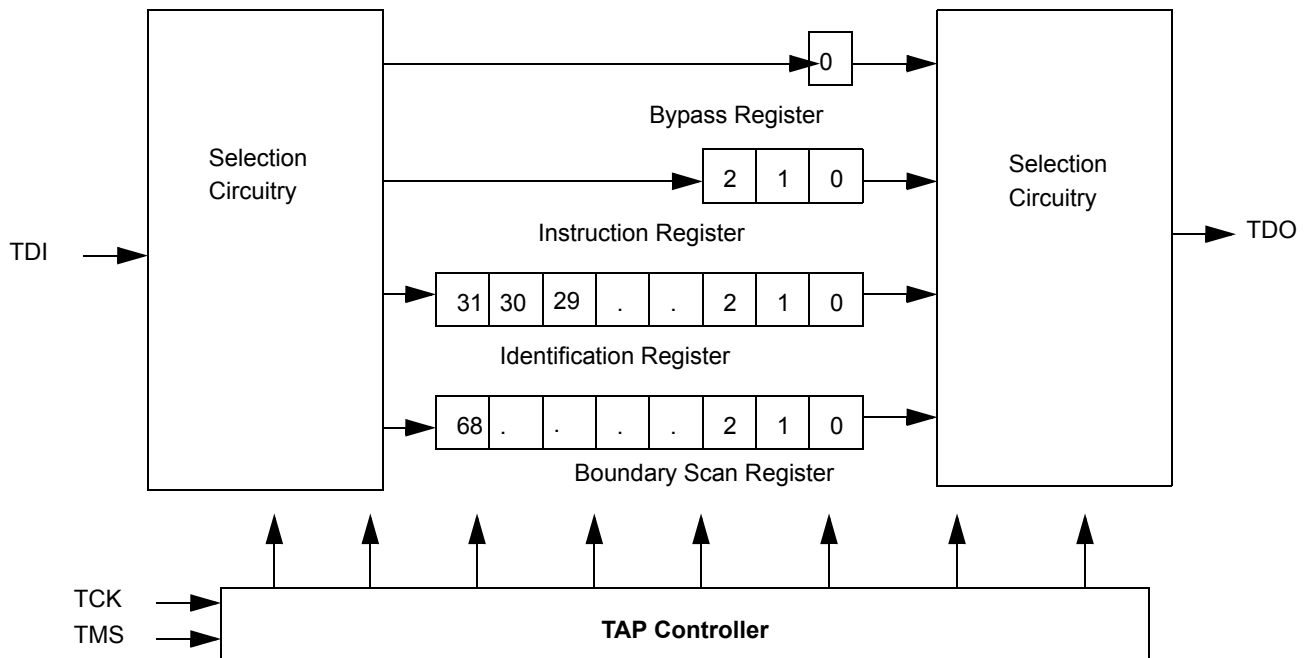 0
Bypass Register
Selection
Circuitry
Selection
Circuitry
2 1 0
Instruction Register
TDI
TDO
31 30 29 . . 2 1 0
Identification Register
68 . . . . 2 1 0
Boundary Scan Register
TCK
TMS
TAP Controller